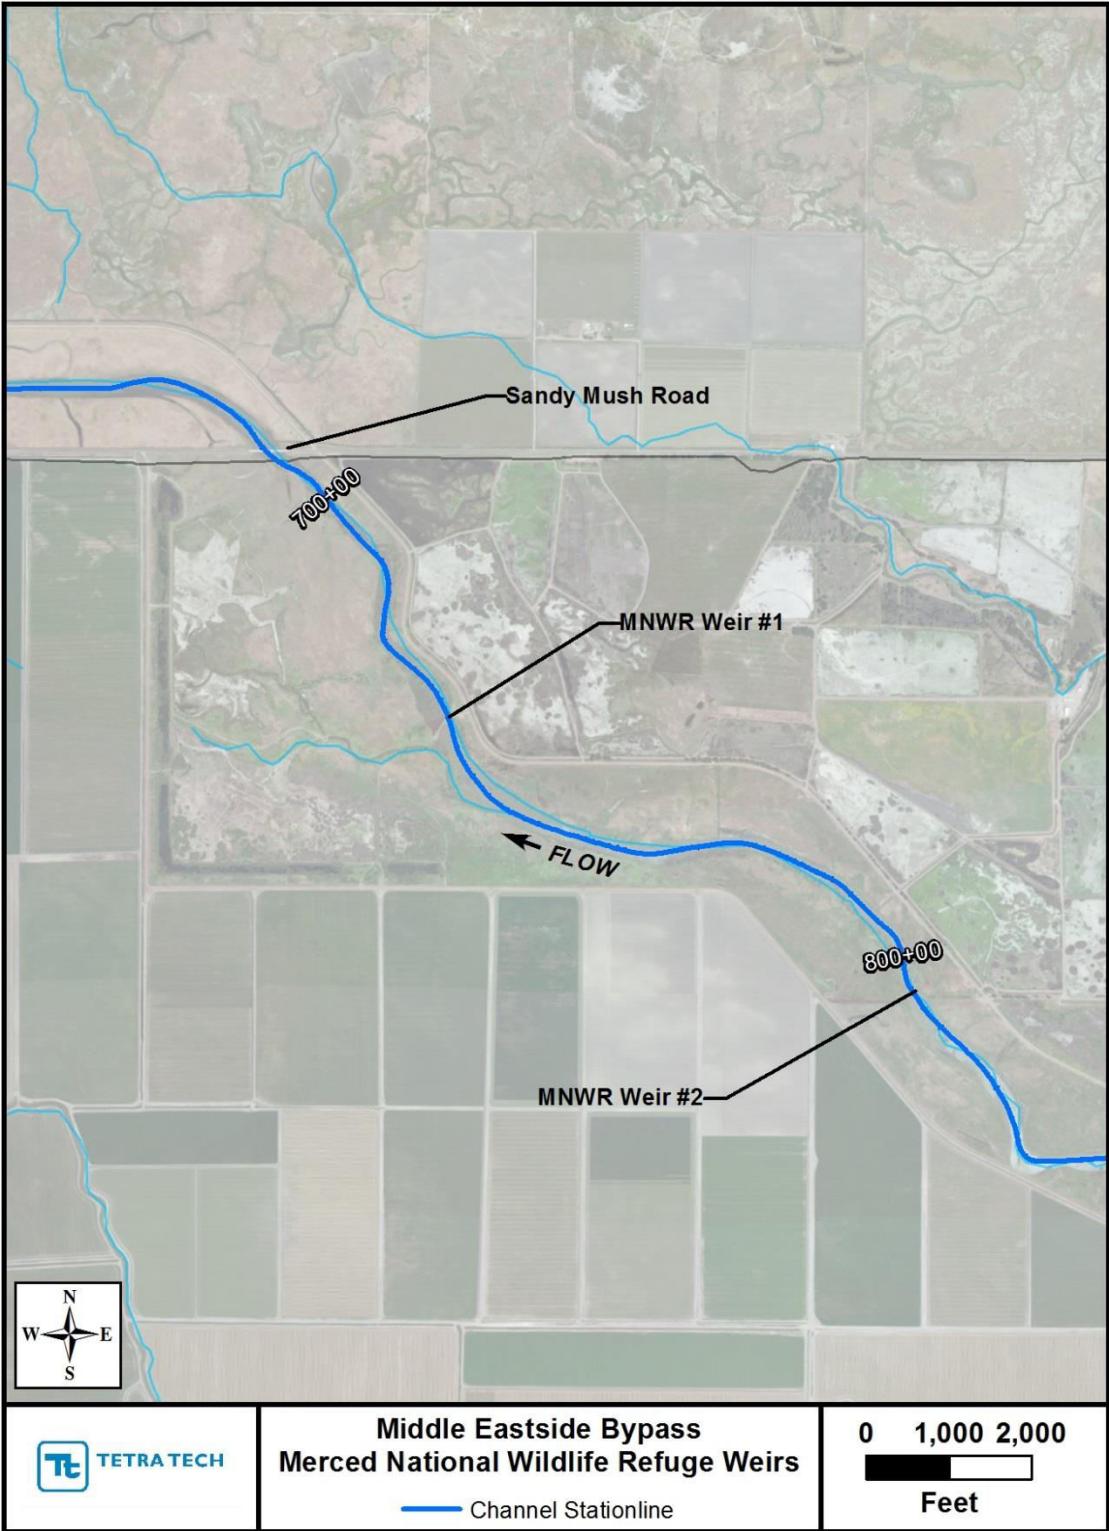 Sandy Mush Road
700+00
MNWR Weir #1
FLOW
800+00
MNWR Weir #2
N
W E
S
Tt TETRA TECH
Middle Eastside Bypass
Merced National Wildlife Refuge Weirs
Channel Stationline
0 1,000 2,000
Feet